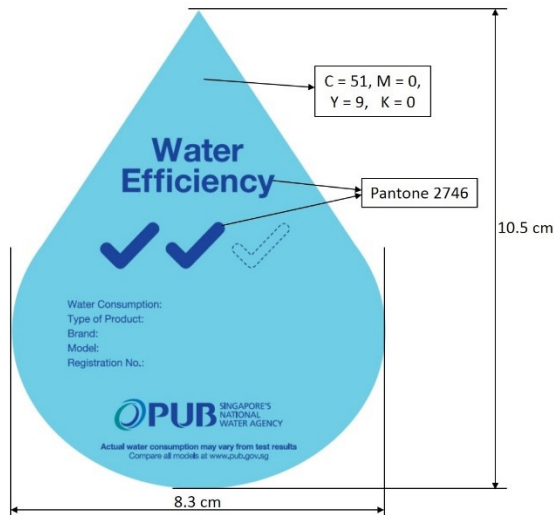 C = 51, M = 0,
Y = 9, K = 0
Water
Efficiency
Pantone 2746
10.5 cm
Water Consumption:
Type of Product:
Brand:
Model:
Registration No.:
PUB SINGAPORE'S
NATIONAL
WATER AGENCY
Actual water consumption may vary from test results
Compare all models at www.pub.gov.sg
8.3 cm